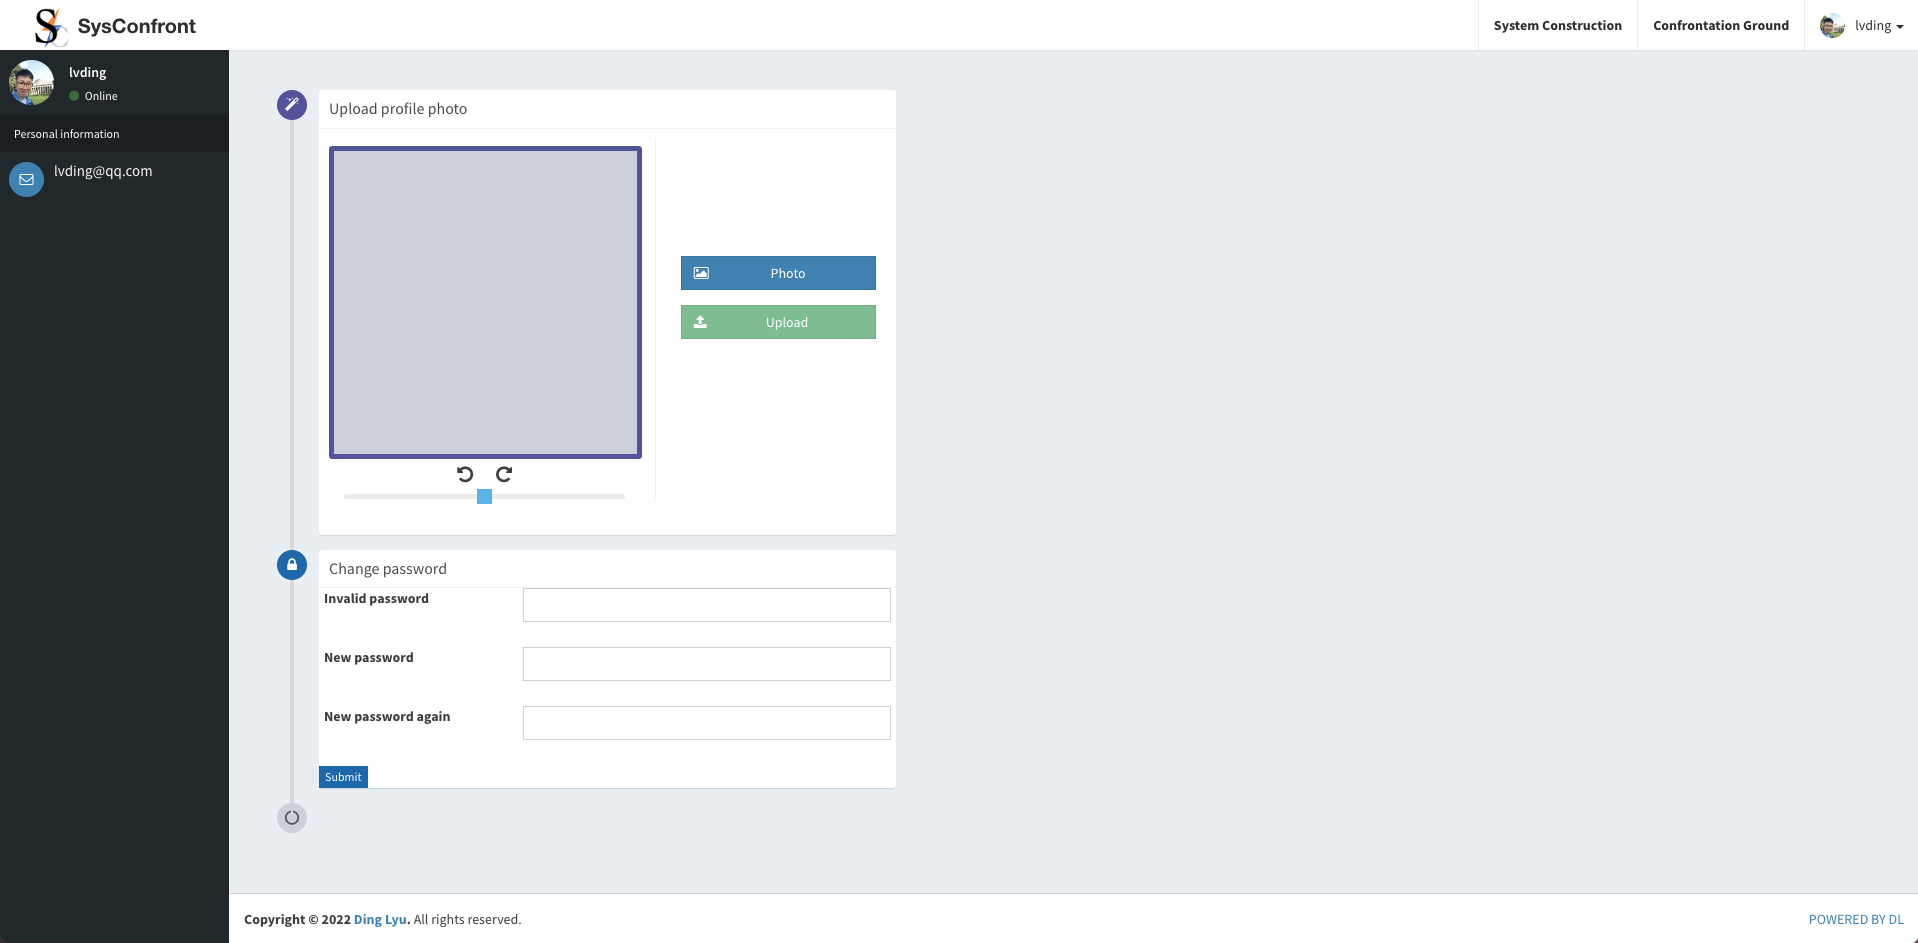 SysConfront
System Construction
Confrontation Ground
lvding
lvding
Online
Personal information
lvding@qq.com
Upload profile photo
Photo
Upload
Change password
Invalid password
New password
New password again
Submit
Copyright © 2022 Ding Lyu. All rights reserved.
POWERED BY DL